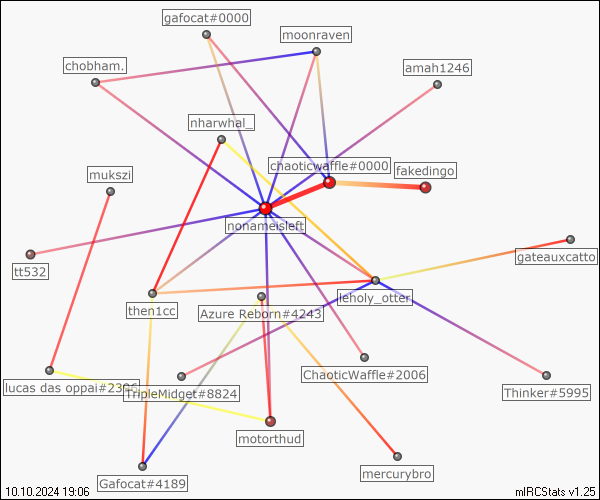 gafocat#0000
moonraven
chobham.
amah1246
nharwhal_
chaoticwaffle#0000
fakedingo
mukszi
nonameisleft
gateauxcatto
tt532
leholy_otter
then1cc
Azure Reborn#4243
ChaoticWaffle#2006
lucas das oppai#2306
TripleMidget#8824
Thinker#5995
motorthud
mercurybro
Gafocat#4189
10.10.2024 19:06
mIRCStats v1.25